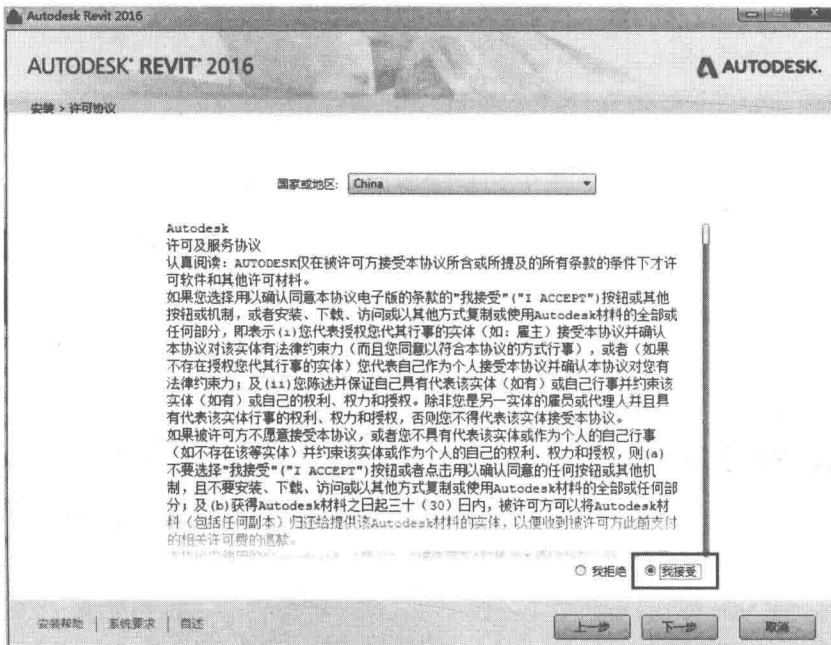 Autodesk Revit 2016
AUTODESK® REVIT® 2016
AUTODESK.
安装 > 许可协议
国家或地区: China
Autodesk
许可及服务协议
认真阅读: AUTODESK仅在被许可方接受本协议所含或所提及的所有条款的条件下才许
可软件和其他许可材料。
如果您选择用以确认同意本协议电子版的条款的"我接受"("I ACCEPT")按钮或其他
按钮或机制，或者安装、下载、访问或以其他方式复制或使用Autodesk材料的全部或
任何部分，即表示(i)您代表授权您代其行事的实体（如: 雇主）接受本协议并确认
本协议对该实体有法律约束力（而且您同意以符合本协议的方式行事），或者（如果
不存在授权您代其行事的实体）您代表自己作为个人接受本协议并确认本协议对您有
法律约束力；及(ii)您陈述并保证自己具有代表该实体（如有）或自己行事并约束该
实体（如有）或自己的权利、权力和授权。除非您是另一实体的雇员或代理人并且具
有代表该实体行事的权利、权力和授权，否则您不得代表该实体接受本协议。
如果被许可方不愿意接受本协议，或者您不具有代表该实体或作为个人的自己行事
（如不存在该等实体）并约束该实体或作为个人的自己的权利、权力和授权，则(a)
不要选择"我接受"("I ACCEPT")按钮或者点击用以确认同意的任何按钮或其他机
制，且不要安装、下载、访问或以其他方式复制或使用Autodesk材料的全部或任何部
分；及(b)获得Autodesk材料之日起三十（30）日内，被许可方可以将Autodesk材
料（包括任何副本）归还给提供该Autodesk材料的实体，以便收到被许可方此前支付
的相关许可费的退款。
我拒绝 我接受
安装帮助 | 系统要求 | 自述
上一步 下一步 取消